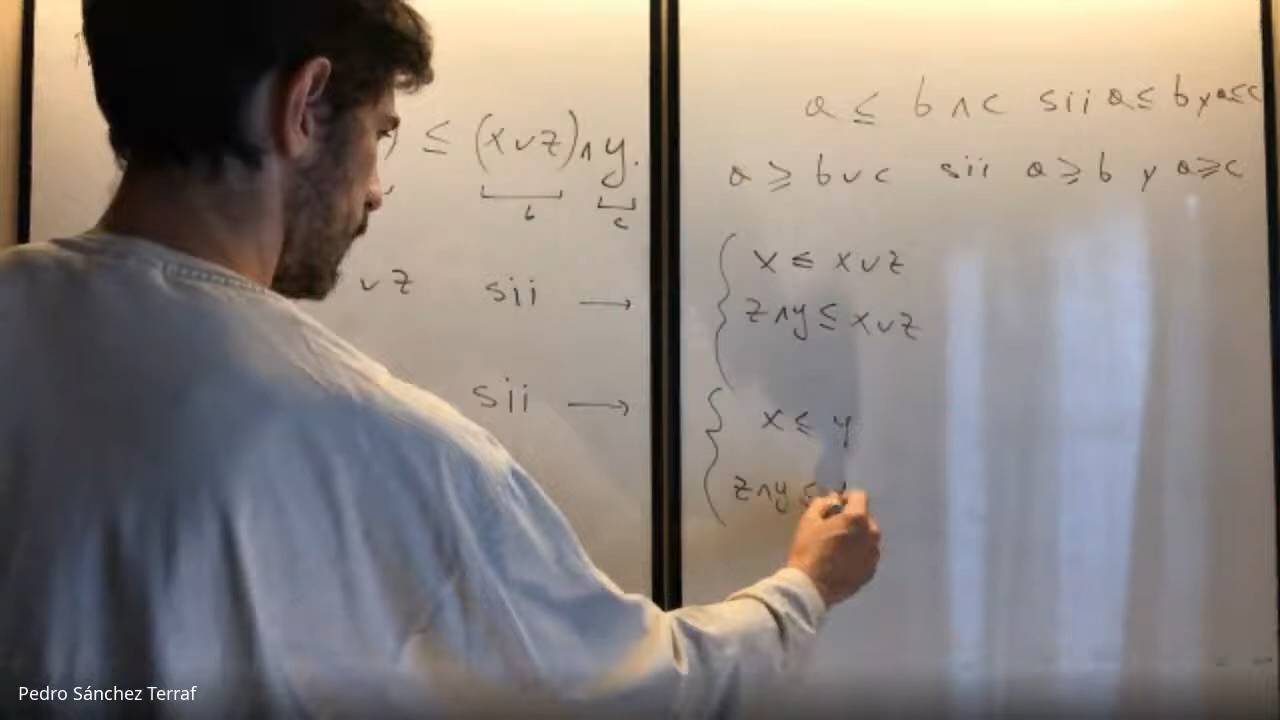 ≤ (x∨z)∧y.
b c
∨z sii →
sii →
a ≤ b∧c sii a≤ b y a≤c
a ≥ b∨c sii a≥b y a≥c
x ≤ x∨z
z∧y ≤ x∨z
x ≤ y
z∧y ≤
Pedro Sánchez Terraf